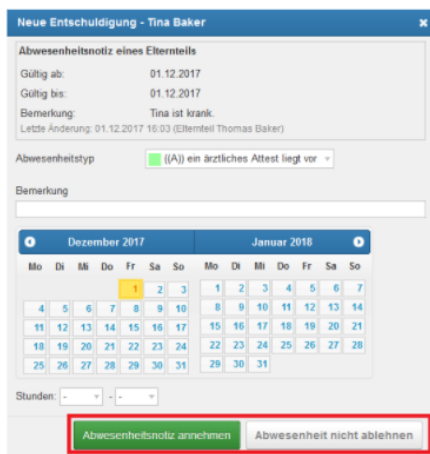 Neue Entschuldigung - Tina Baker ×
Abwesenheitsnotiz eines Elternteils
Gültig ab: 01.12.2017
Gültig bis: 01.12.2017
Bemerkung: Tina ist krank.
Letzte Änderung: 01.12.2017 16:03 (Elternteil Thomas Baker)
Abwesenheitstyp ((A)) ein ärztliches Attest liegt vor
Bemerkung
Dezember 2017 Januar 2018
Mo Di Mi Do Fr Sa So Mo Di Mi Do Fr Sa So
1 2 3 1 2 3 4 5 6 7
4 5 6 7 8 9 10 8 9 10 11 12 13 14
11 12 13 14 15 16 17 15 16 17 18 19 20 21
18 19 20 21 22 23 24 22 23 24 25 26 27 28
25 26 27 28 29 30 31 29 30 31
Stunden: - - -
Abwesenheitsnotiz annehmen Abwesenheit nicht ablehnen